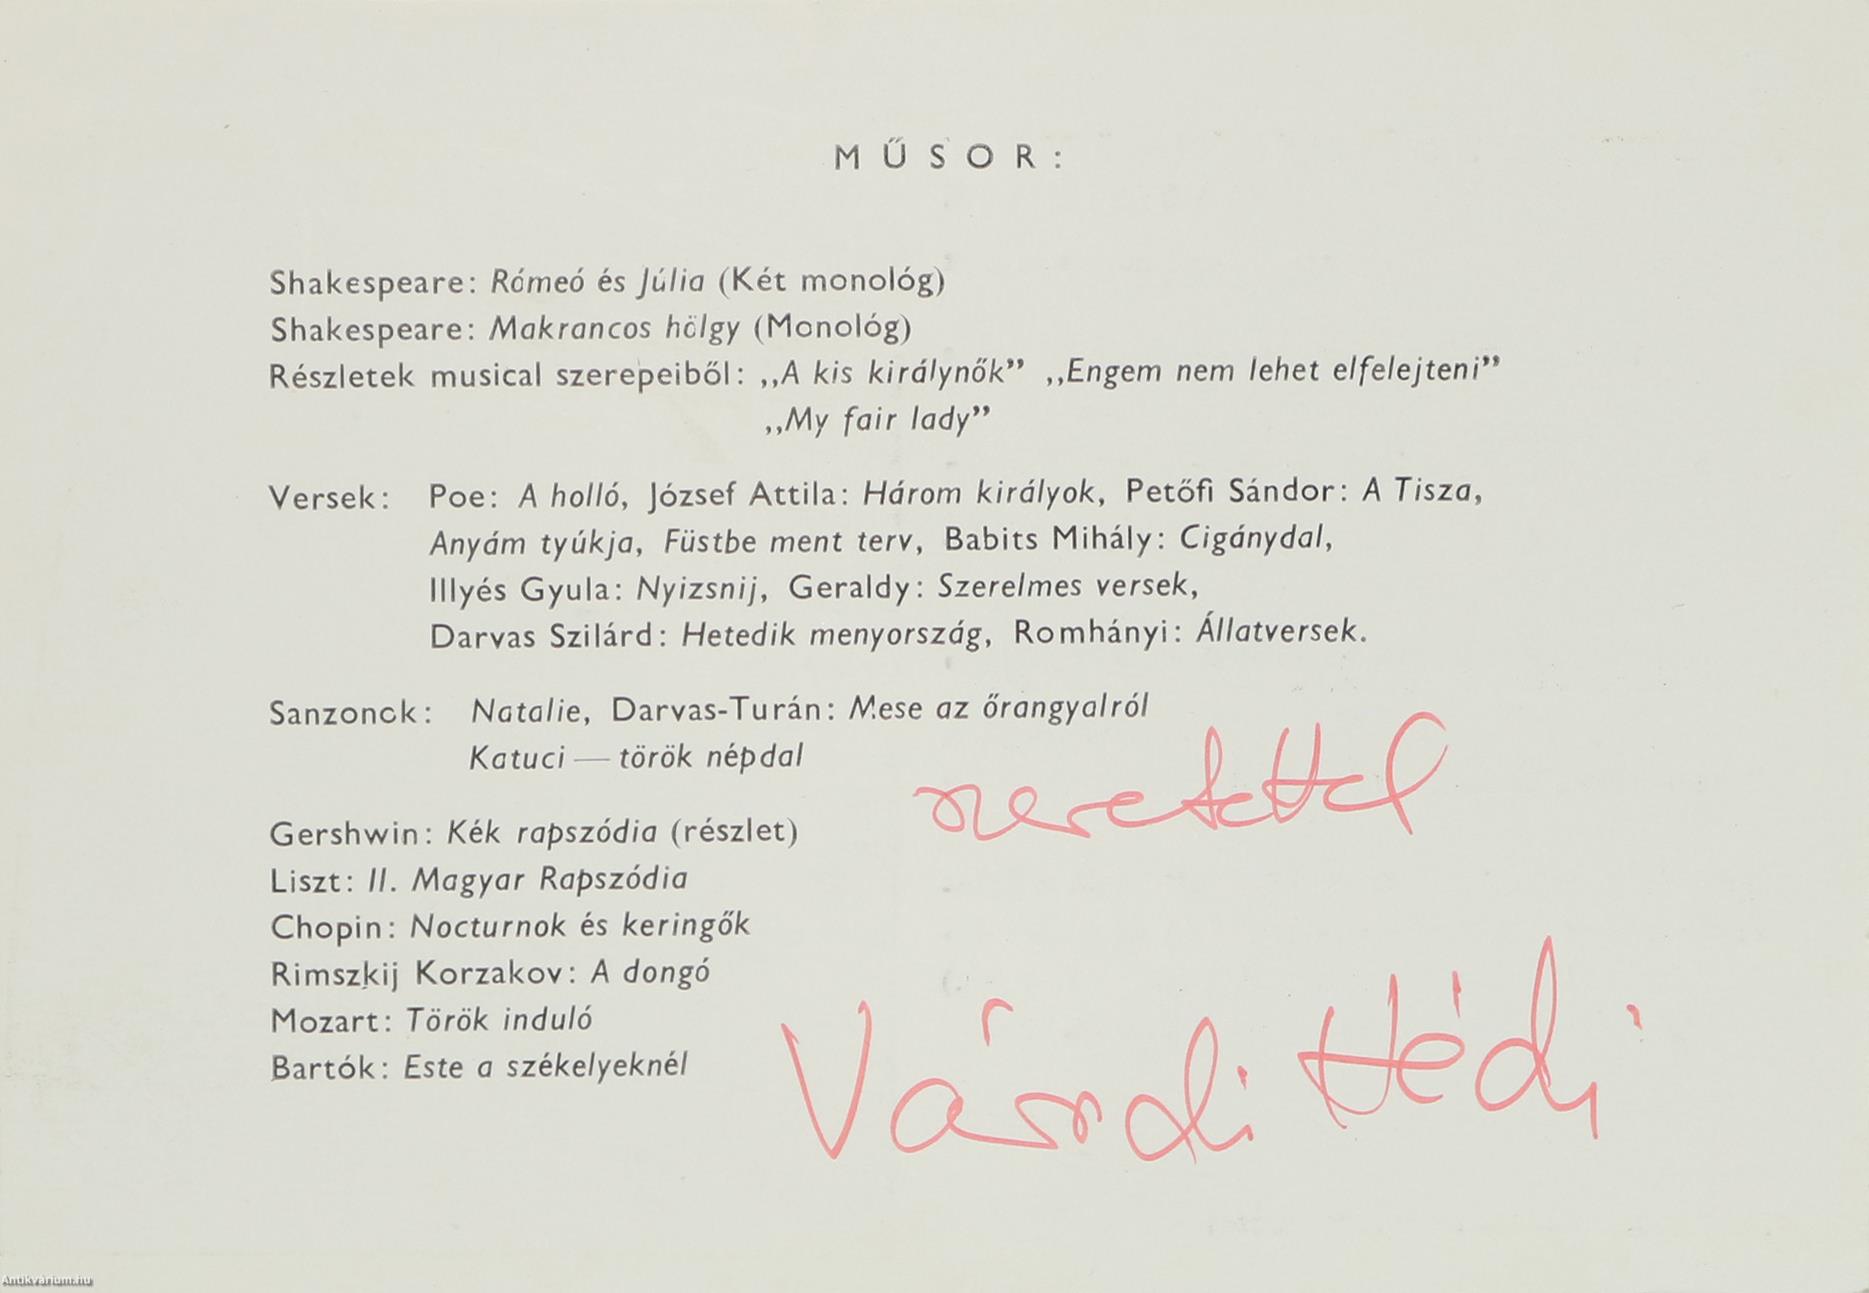 MŰSOR:
Shakespeare: Rómeó és Júlia (Két monológ)
Shakespeare: Makrancos hölgy (Monológ)
Részletek musical szerepeiből: „A kis királynők” „Engem nem lehet elfelejteni”
„My fair lady”
Versek: Poe: A holló, József Attila: Három királyok, Petőfi Sándor: A Tisza,
Anyám tyúkja, Füstbe ment terv, Babits Mihály: Cigánydal,
Illyés Gyula: Nyizsnij, Geraldy: Szerelmes versek,
Darvas Szilárd: Hetedik menyország, Romhányi: Állatversek.
Sanzonok: Natalie, Darvas-Turán: Mese az őrangyalról
Katuci — török népdal
szeretettel
Gershwin: Kék rapszódia (részlet)
Liszt: II. Magyar Rapszódia
Chopin: Nocturnok és keringők
Rimszkij Korzakov: A dongó
Mozart: Török induló
Bartók: Este a székelyeknél
Várdi Hédi
Antikvárium.hu